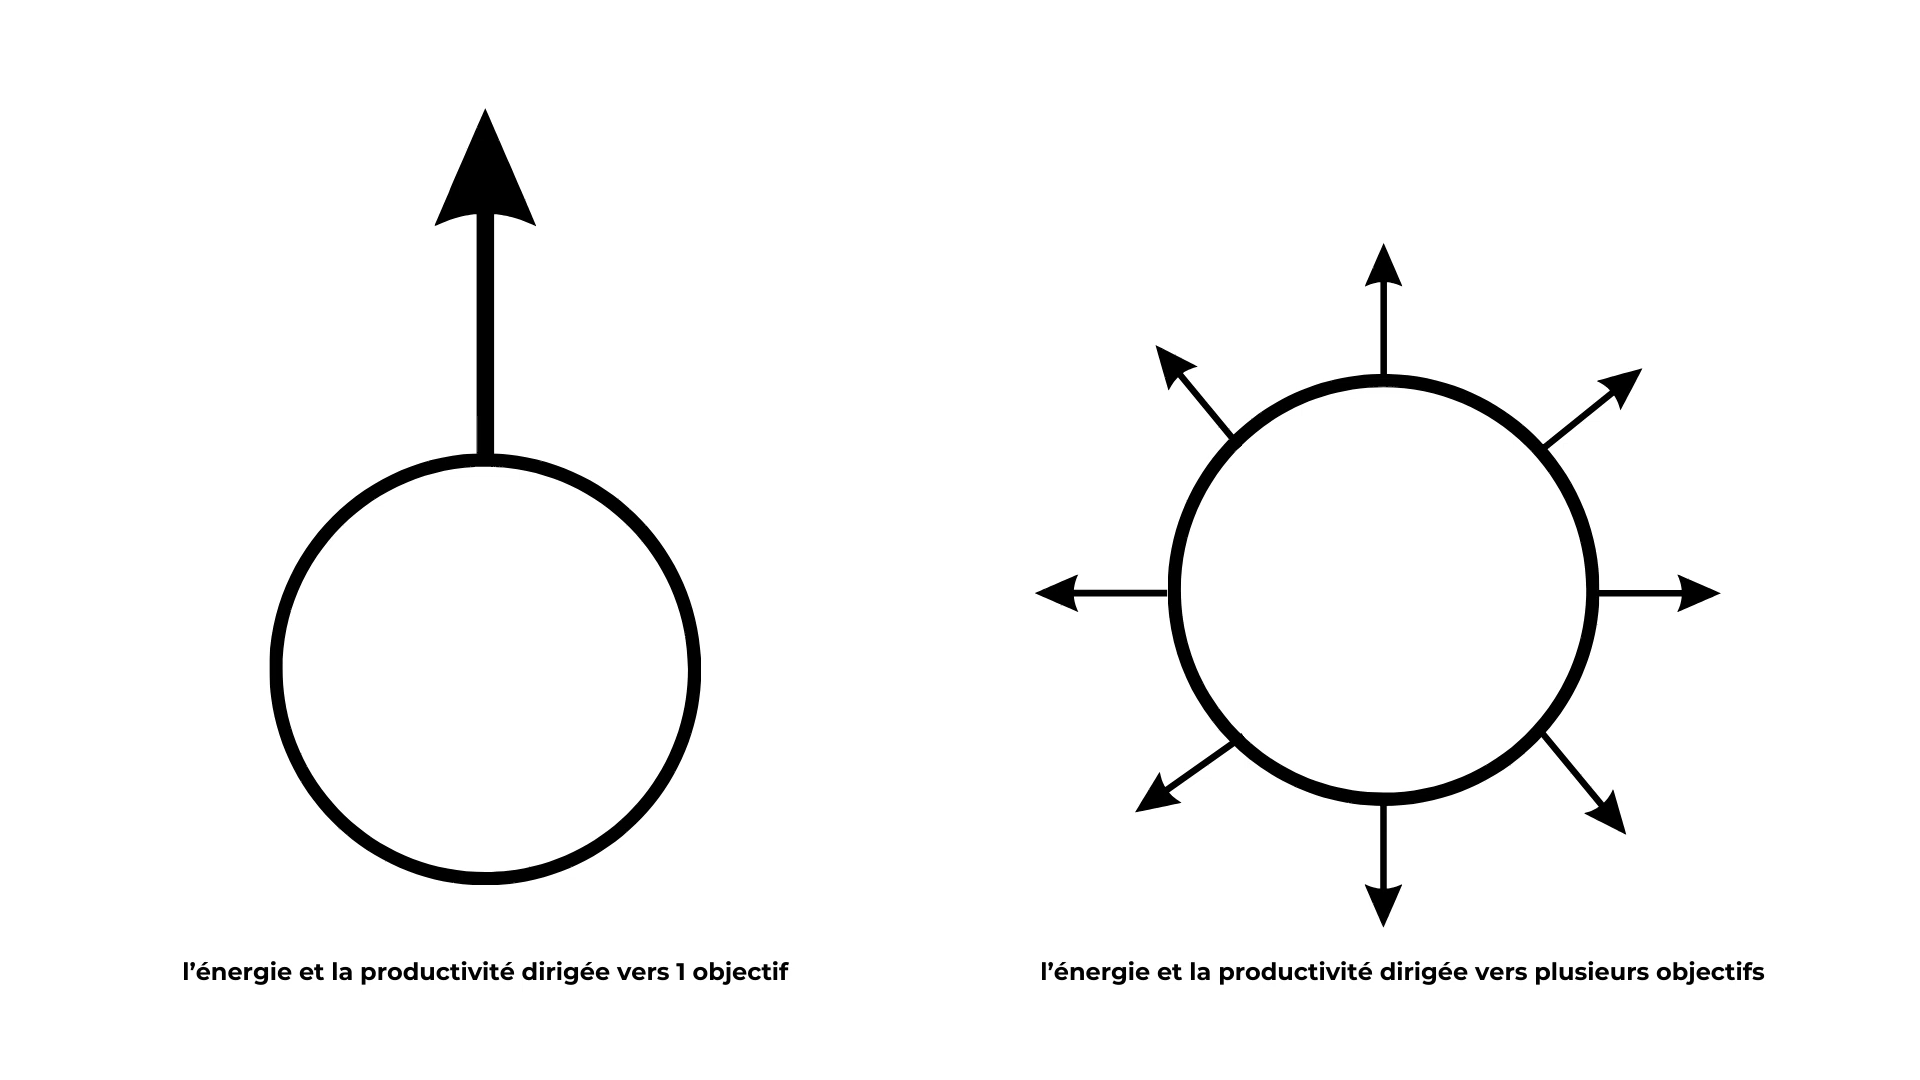 l’énergie et la productivité dirigée vers 1 objectif
l’énergie et la productivité dirigée vers plusieurs objectifs